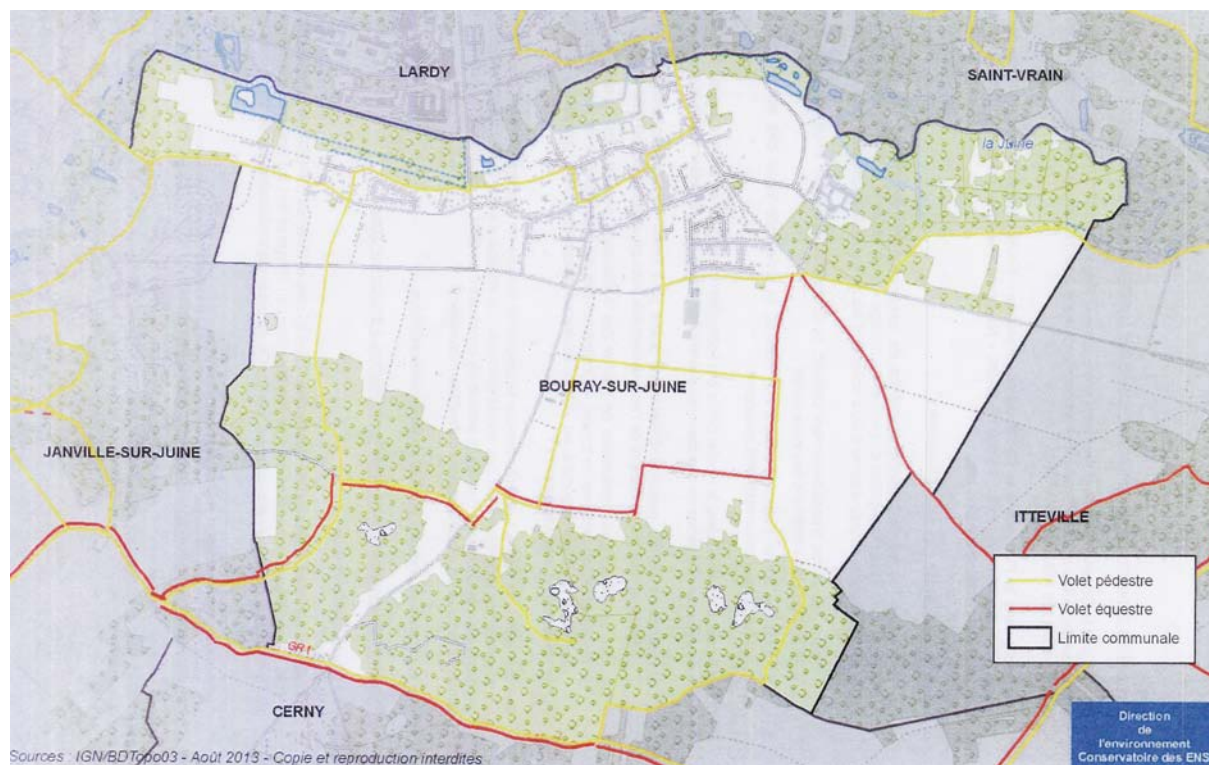 LARDY
SAINT-VRAIN
la Juine
BOURAY-SUR-JUINE
JANVILLE-SUR-JUINE
ITTEVILLE
Volet pédestre
Volet équestre
Limite communale
GR1
CERNY
Direction
de
l'environnement
Conservatoire des ENS
Sources : IGN/BDTopo03 - Août 2013 - Copie et reproduction interdites